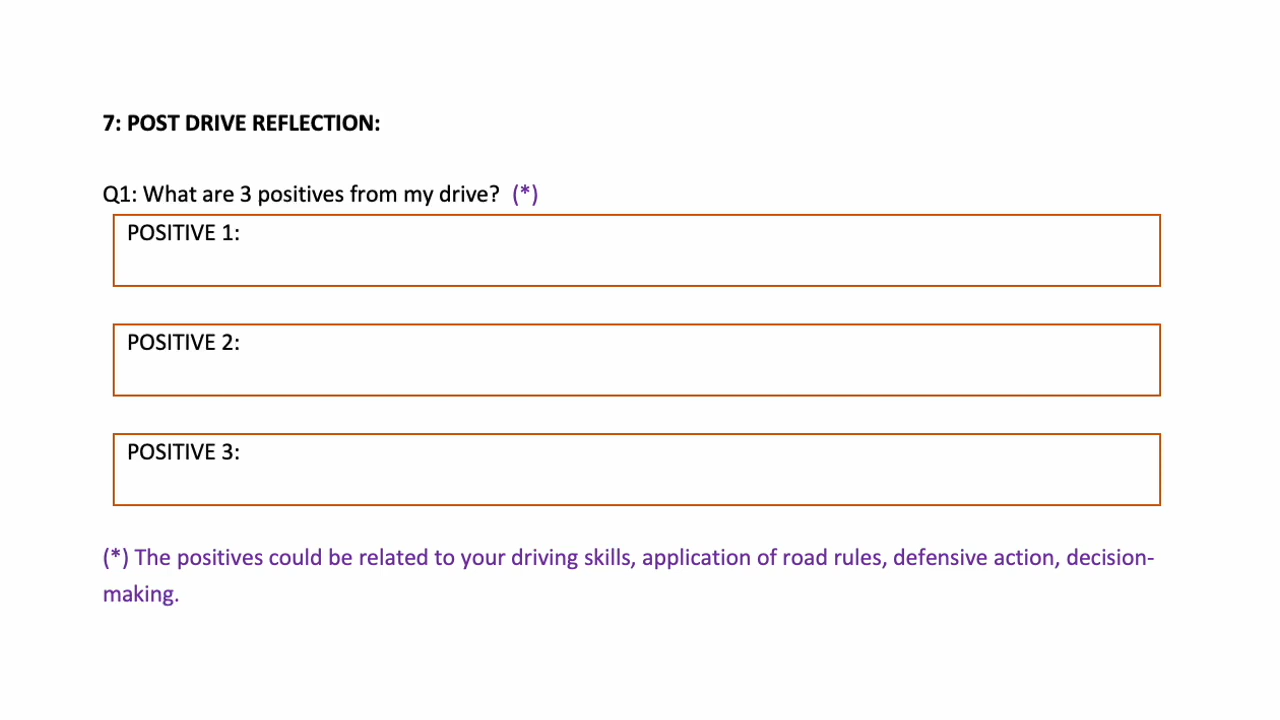 7: POST DRIVE REFLECTION:
Q1: What are 3 positives from my drive? (*)
POSITIVE 1:
POSITIVE 2:
POSITIVE 3:
(*) The positives could be related to your driving skills, application of road rules, defensive action, decision-
making.